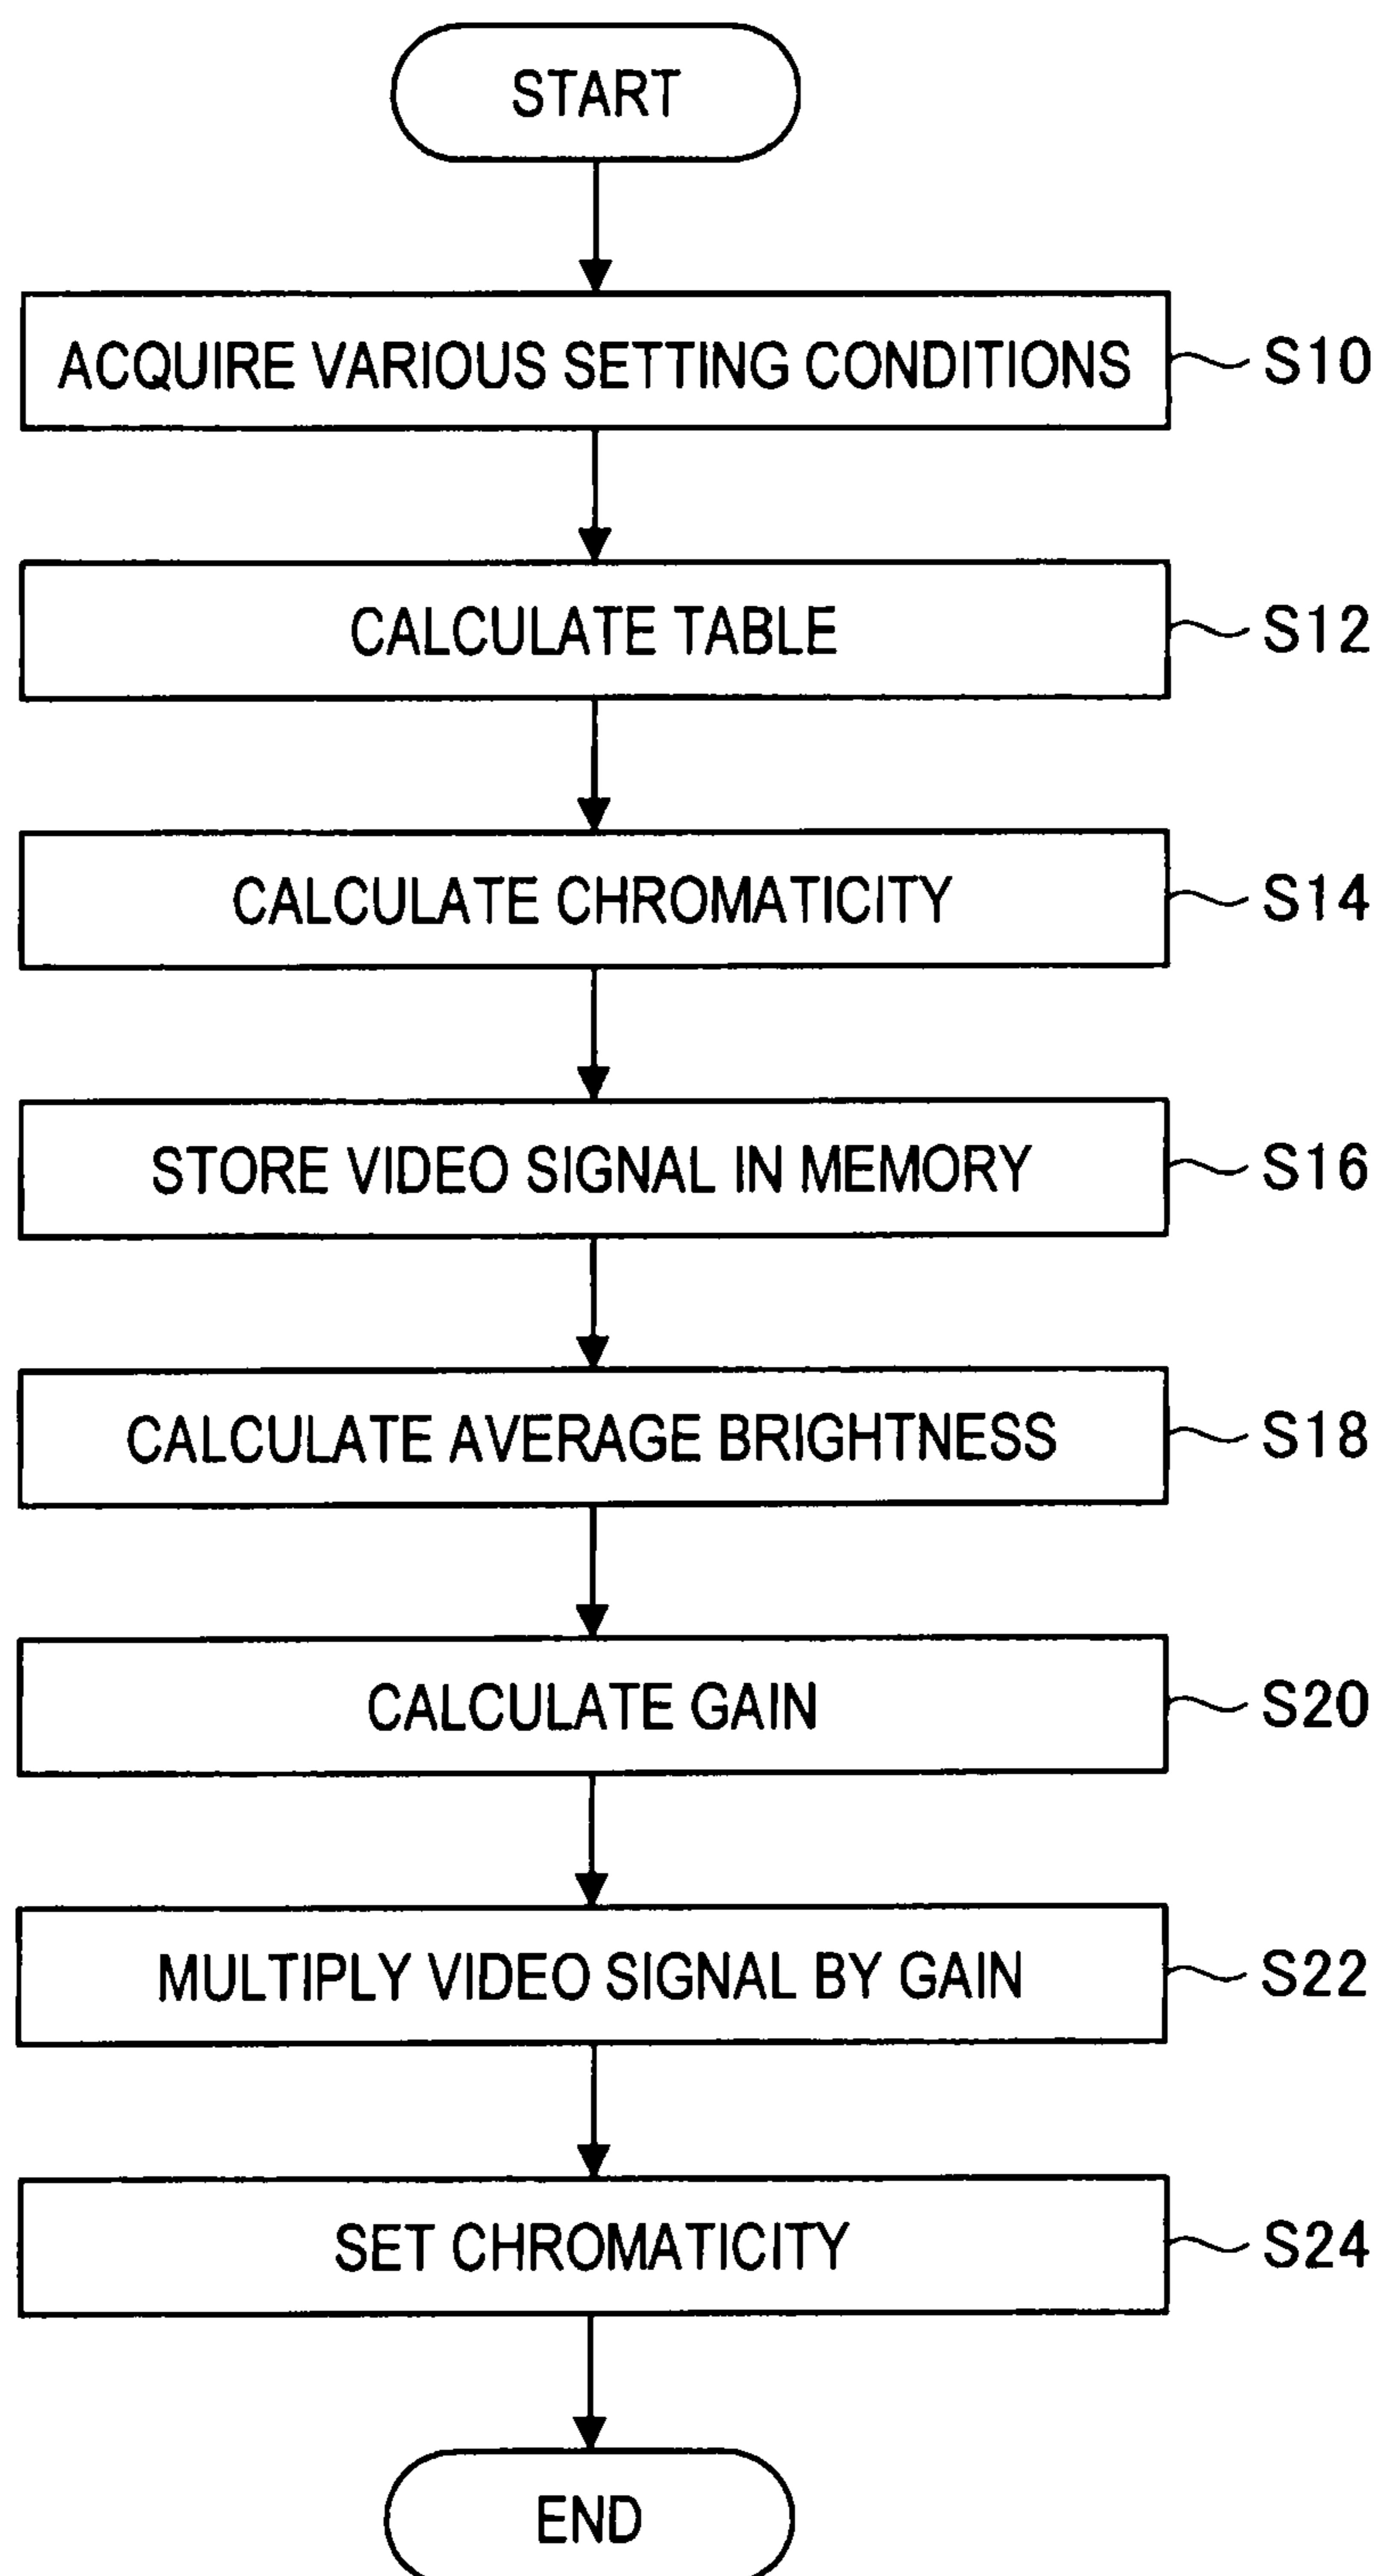 START
ACQUIRE VARIOUS SETTING CONDITIONS S10
CALCULATE TABLE S12
CALCULATE CHROMATICITY S14
STORE VIDEO SIGNAL IN MEMORY S16
CALCULATE AVERAGE BRIGHTNESS S18
CALCULATE GAIN S20
MULTIPLY VIDEO SIGNAL BY GAIN S22
SET CHROMATICITY S24
END